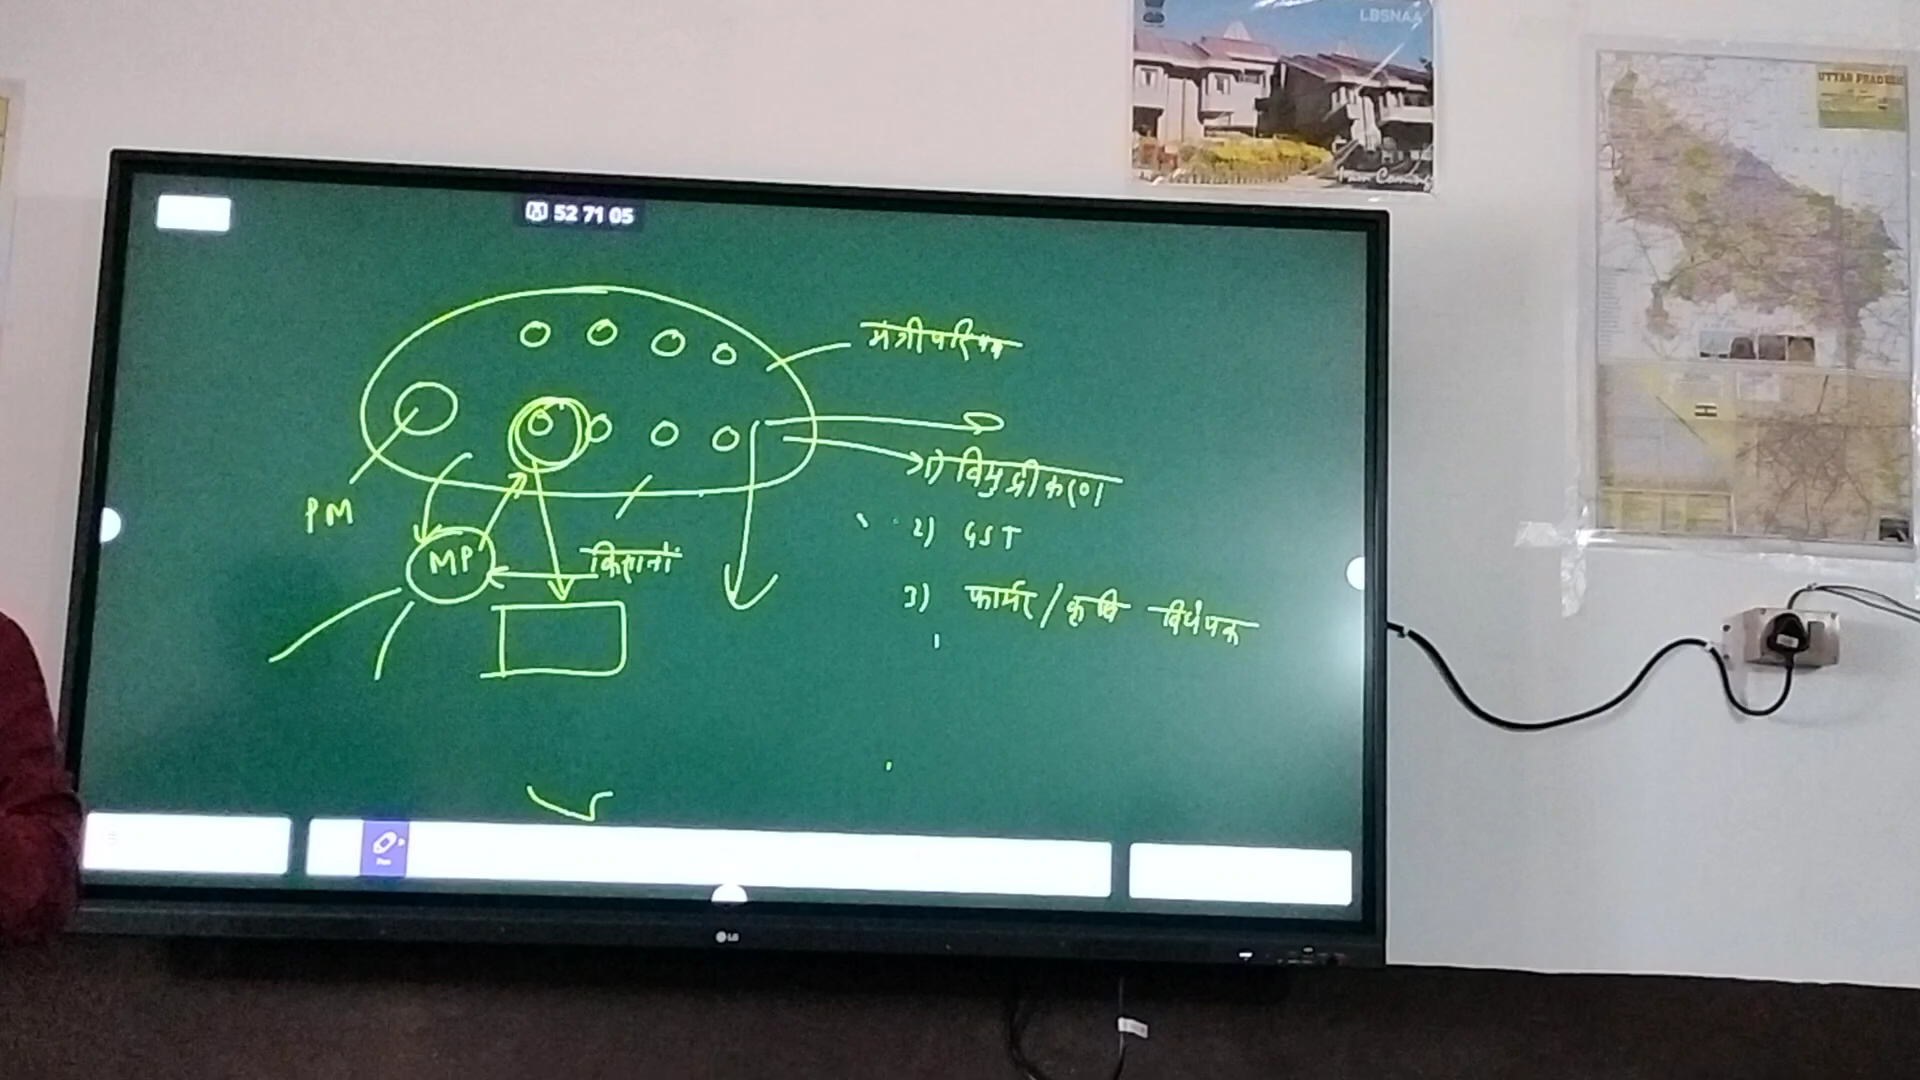 LBSNAA
UTTAR PRADESH
52 71 05
मंत्रीपरिषद
PM
MP
किसानों
1) विमुद्रीकरण
2) GST
3) फार्मर / कृषि विधेयक
LG